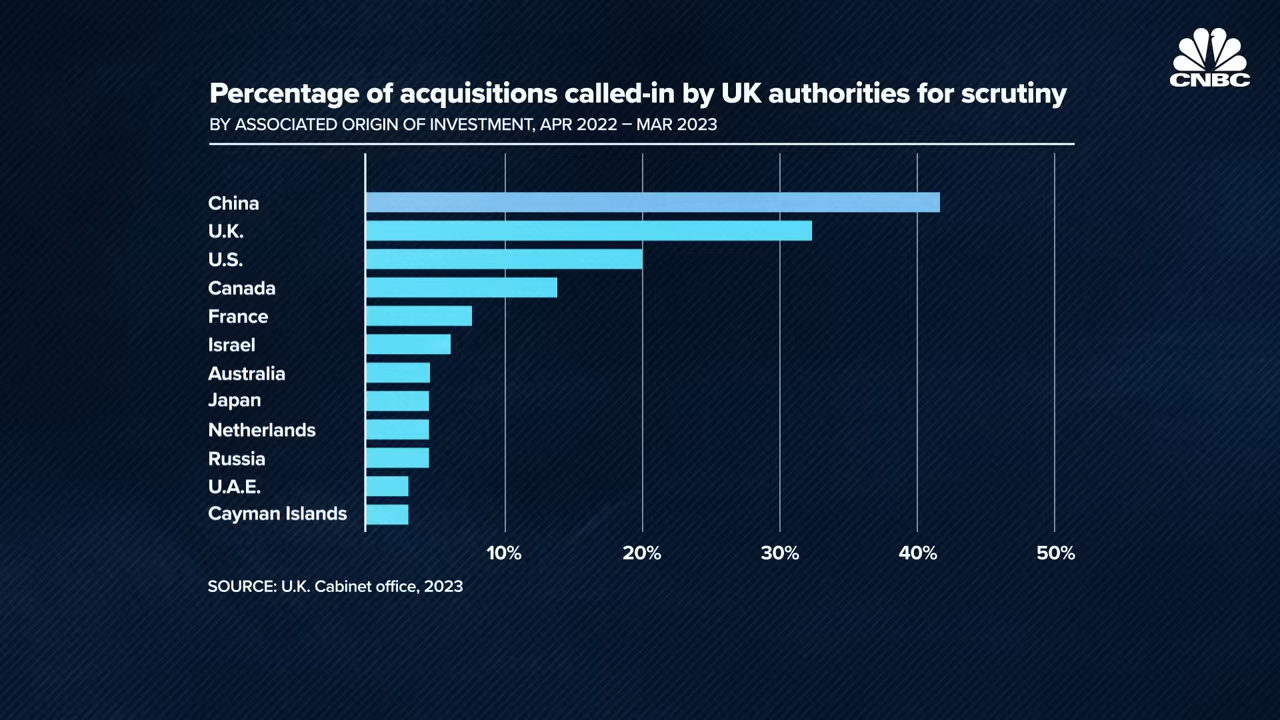 CNBC
Percentage of acquisitions called-in by UK authorities for scrutiny
BY ASSOCIATED ORIGIN OF INVESTMENT, APR 2022 – MAR 2023
China
U.K.
U.S.
Canada
France
Israel
Australia
Japan
Netherlands
Russia
U.A.E.
Cayman Islands
10% 20% 30% 40% 50%
SOURCE: U.K. Cabinet office, 2023